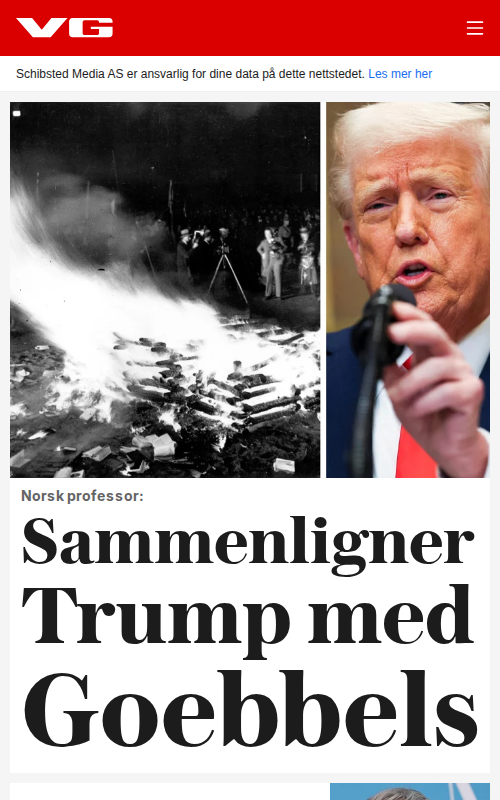 VG
Schibsted Media AS er ansvarlig for dine data på dette nettstedet. Les mer her
Norsk professor:
Sammenligner
Trump med
Goebbels